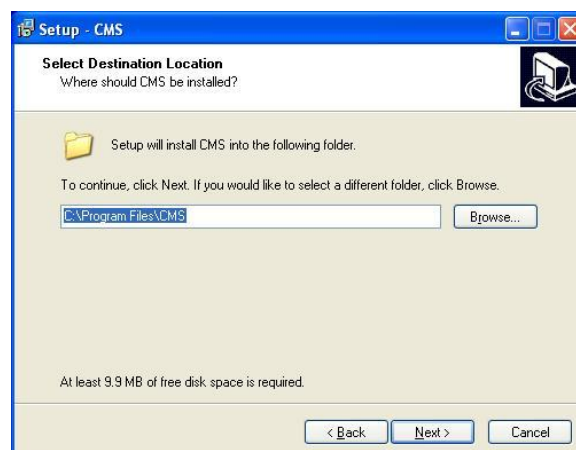 Setup - CMS
Select Destination Location
Where should CMS be installed?
Setup will install CMS into the following folder.
To continue, click Next. If you would like to select a different folder, click Browse.
C:\Program Files\CMS
Browse...
At least 9.9 MB of free disk space is required.
< Back
Next >
Cancel